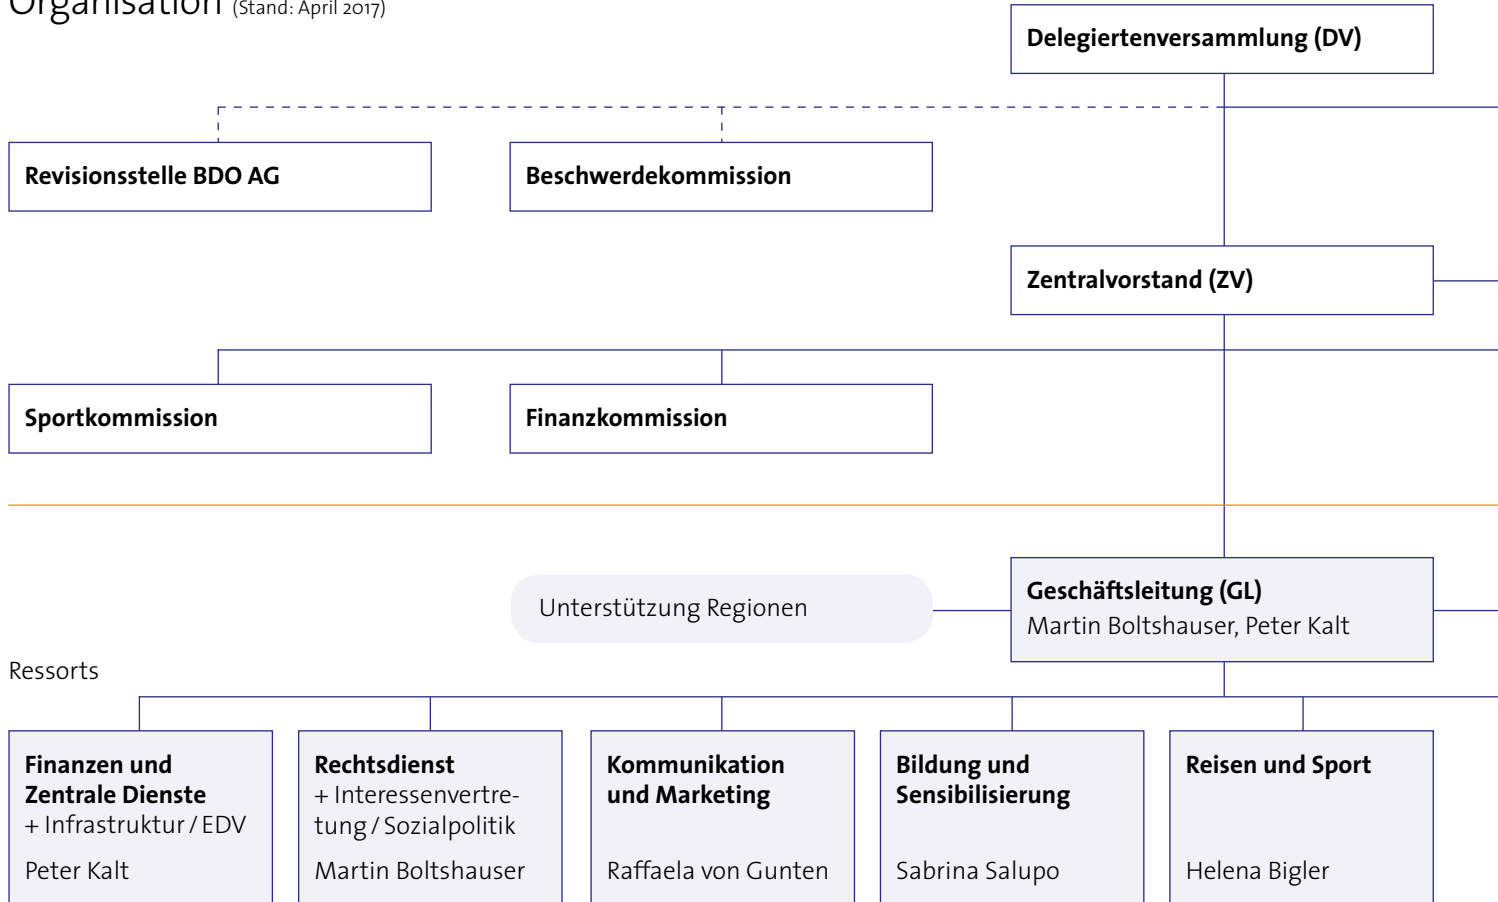 Organisation (Stand: April 2017)
Delegiertenversammlung (DV)
Revisionsstelle BDO AG
Beschwerdekommission
Zentralvorstand (ZV)
Sportkommission
Finanzkommission
Unterstützung Regionen
Geschäftsleitung (GL)
Martin Boltshauser, Peter Kalt
Ressorts
Finanzen und
Zentrale Dienste
+ Infrastruktur / EDV
Peter Kalt
Rechtsdienst
+ Interessenvertre-
tung / Sozialpolitik
Martin Boltshauser
Kommunikation
und Marketing
Raffaela von Gunten
Bildung und
Sensibilisierung
Sabrina Salupo
Reisen und Sport
Helena Bigler